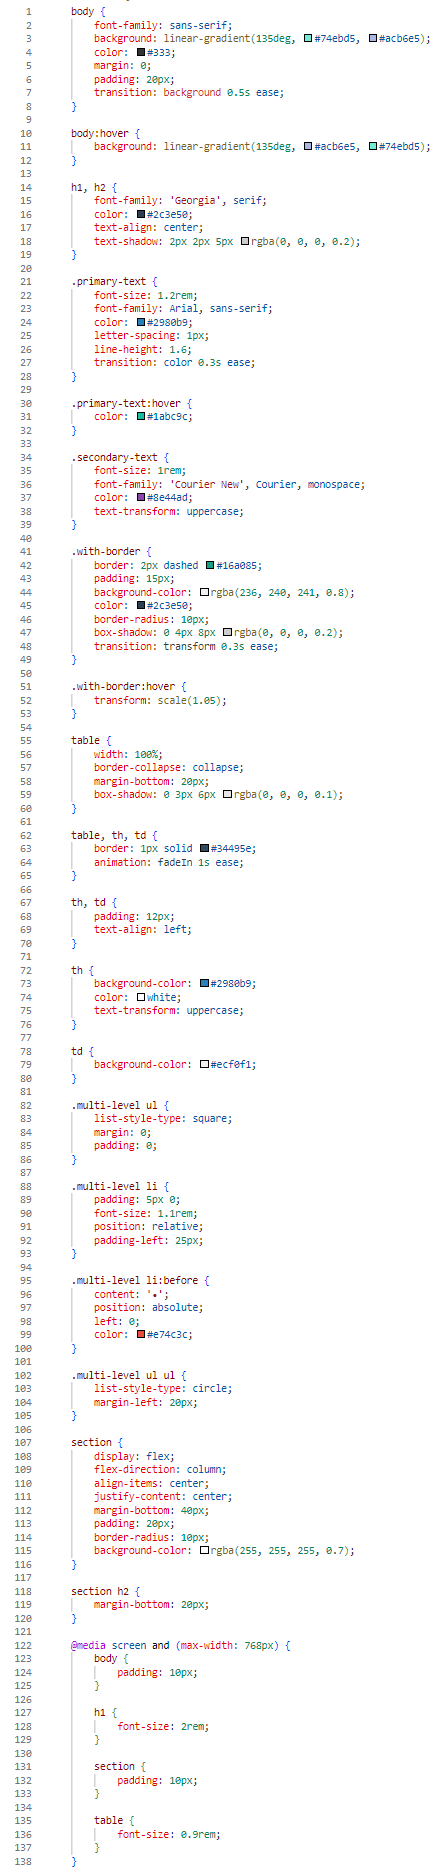 1 body {
2 font-family: sans-serif;
3 background: linear-gradient(135deg, #74ebd5, #acb6e5);
4 color: #333;
5 margin: 0;
6 padding: 20px;
7 transition: background 0.5s ease;
8 }
9
10 body:hover {
11 background: linear-gradient(135deg, #acb6e5, #74ebd5);
12 }
13
14 h1, h2 {
15 font-family: 'Georgia', serif;
16 color: #2c3e50;
17 text-align: center;
18 text-shadow: 2px 2px 5px rgba(0, 0, 0, 0.2);
19 }
20
21 .primary-text {
22 font-size: 1.2rem;
23 font-family: Arial, sans-serif;
24 color: #2980b9;
25 letter-spacing: 1px;
26 line-height: 1.6;
27 transition: color 0.3s ease;
28 }
29
30 .primary-text:hover {
31 color: #1abc9c;
32 }
33
34 .secondary-text {
35 font-size: 1rem;
36 font-family: 'Courier New', Courier, monospace;
37 color: #8e44ad;
38 text-transform: uppercase;
39 }
40
41 .with-border {
42 border: 2px dashed #16a085;
43 padding: 15px;
44 background-color: rgba(236, 240, 241, 0.8);
45 color: #2c3e50;
46 border-radius: 10px;
47 box-shadow: 0 4px 8px rgba(0, 0, 0, 0.2);
48 transition: transform 0.3s ease;
49 }
50
51 .with-border:hover {
52 transform: scale(1.05);
53 }
54
55 table {
56 width: 100%;
57 border-collapse: collapse;
58 margin-bottom: 20px;
59 box-shadow: 0 3px 6px rgba(0, 0, 0, 0.1);
60 }
61
62 table, th, td {
63 border: 1px solid #34495e;
64 animation: fadeIn 1s ease;
65 }
66
67 th, td {
68 padding: 12px;
69 text-align: left;
70 }
71
72 th {
73 background-color: #2980b9;
74 color: white;
75 text-transform: uppercase;
76 }
77
78 td {
79 background-color: #ecf0f1;
80 }
81
82 .multi-level ul {
83 list-style-type: square;
84 margin: 0;
85 padding: 0;
86 }
87
88 .multi-level li {
89 padding: 5px 0;
90 font-size: 1.1rem;
91 position: relative;
92 padding-left: 25px;
93 }
94
95 .multi-level li:before {
96 content: '•';
97 position: absolute;
98 left: 0;
99 color: #e74c3c;
100 }
101
102 .multi-level ul ul {
103 list-style-type: circle;
104 margin-left: 20px;
105 }
106
107 section {
108 display: flex;
109 flex-direction: column;
110 align-items: center;
111 justify-content: center;
112 margin-bottom: 40px;
113 padding: 20px;
114 border-radius: 10px;
115 background-color: rgba(255, 255, 255, 0.7);
116 }
117
118 section h2 {
119 margin-bottom: 20px;
120 }
121
122 @media screen and (max-width: 768px) {
123 body {
124 padding: 10px;
125 }
126
127 h1 {
128 font-size: 2rem;
129 }
130
131 section {
132 padding: 10px;
133 }
134
135 table {
136 font-size: 0.9rem;
137 }
138 }